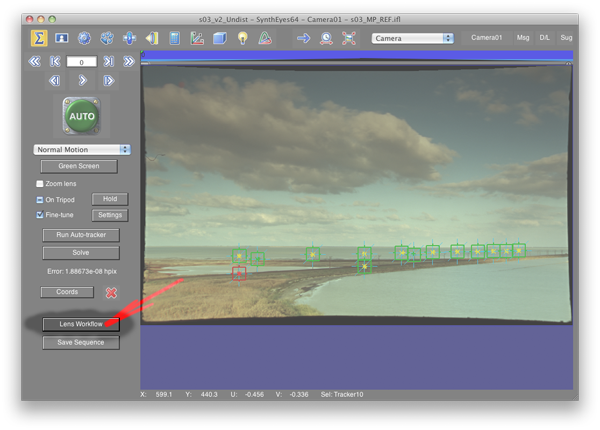 s03_v2_Undist - SynthEyes64 - Camera01 - s03_MP_REF.ifl
Camera Camera01 Msg D/L Sug
0
AUTO
Normal Motion
Green Screen
Zoom lens
On Tripod Hold
Fine-tune Settings
Run Auto-tracker
Solve
Error: 1.88673e-08 hpix
Coords
Lens Workflow
Save Sequence
X: 599.1 Y: 440.3 U: -0.456 V: -0.336 Sel: Tracker10